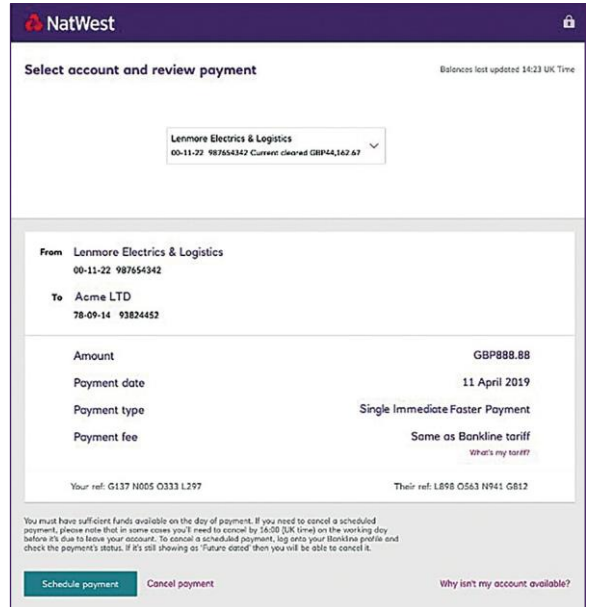 NatWest
Select account and review payment
Balances last updated 14:23 UK Time
Lenmore Electrics & Logistics
00-11-22 987654342 Current cleared GBP44,162.67
From Lenmore Electrics & Logistics
00-11-22 987654342
To Acme LTD
78-09-14 93824452
Amount GBP888.88
Payment date 11 April 2019
Payment type Single Immediate Faster Payment
Payment fee Same as Bankline tariff
What's my tariff?
Your ref: G137 N005 O333 L297 Their ref: L898 O563 N941 G812
You must have sufficient funds available on the day of payment. If you need to cancel a scheduled
payment, please note that in some cases you'll need to cancel by 16:00 (UK time) on the working day
before it's due to leave your account. To cancel a scheduled payment, log onto your Bankline profile and
check the payment's status. If it's still showing as 'Future dated' then you will be able to cancel it.
Schedule payment Cancel payment Why isn't my account available?